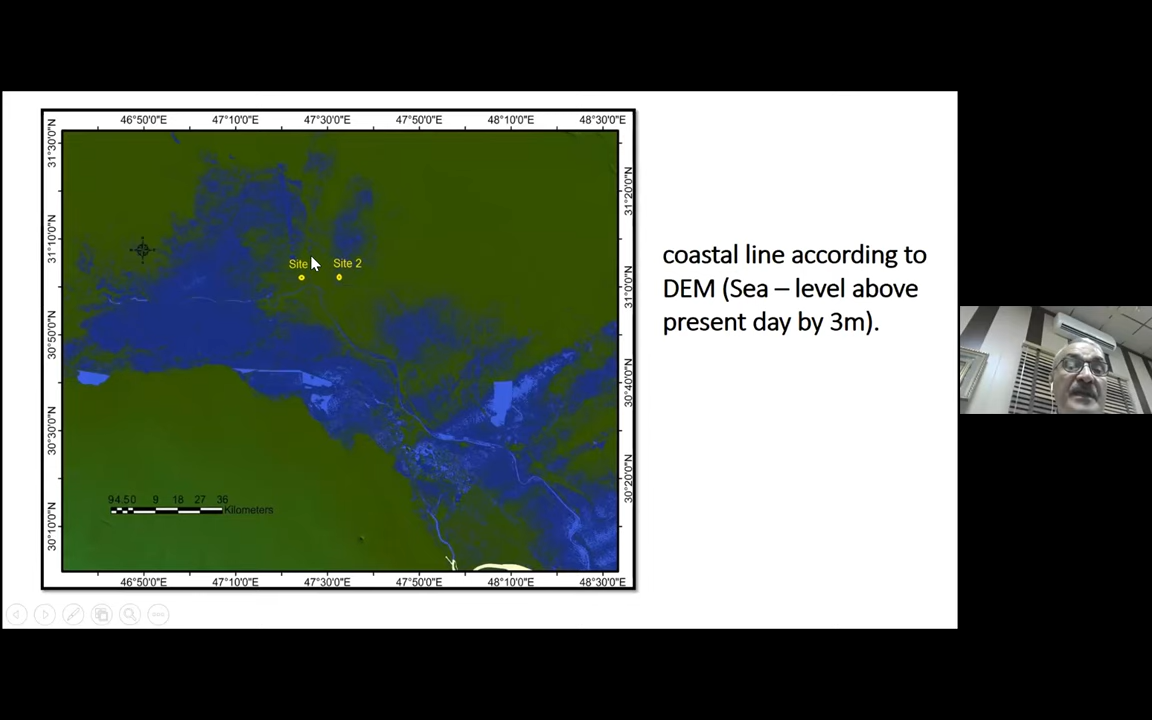 46°50'0"E 47°10'0"E 47°30'0"E 47°50'0"E 48°10'0"E 48°30'0"E
31°30'0"N
31°20'0"N
31°10'0"N
31°0'0"N
30°50'0"N
30°40'0"N
30°30'0"N
30°20'0"N
30°10'0"N
Site
Site 2
94.50 9 18 27 36
Kilometers
46°50'0"E 47°10'0"E 47°30'0"E 47°50'0"E 48°10'0"E 48°30'0"E
coastal line according to
DEM (Sea – level above
present day by 3m).